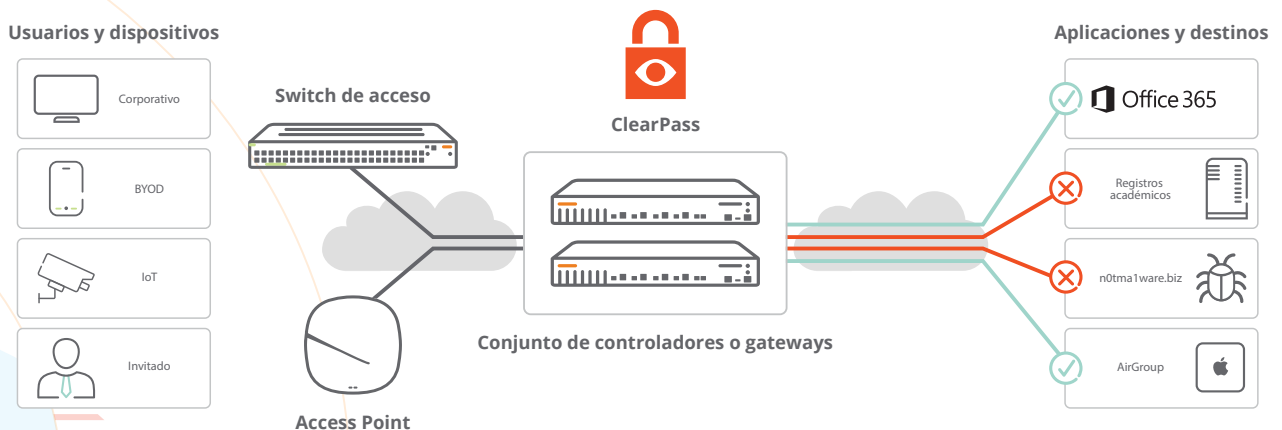 Usuarios y dispositivos
Corporativo
BYOD
IoT
Invitado
Switch de acceso
Access Point
ClearPass
Conjunto de controladores o gateways
Aplicaciones y destinos
Office 365
Registros
académicos
n0tma1ware.biz
AirGroup